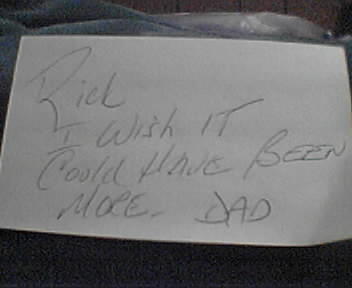 Rick
I Wish IT
Could HAVE BEEN
MORE- DAD